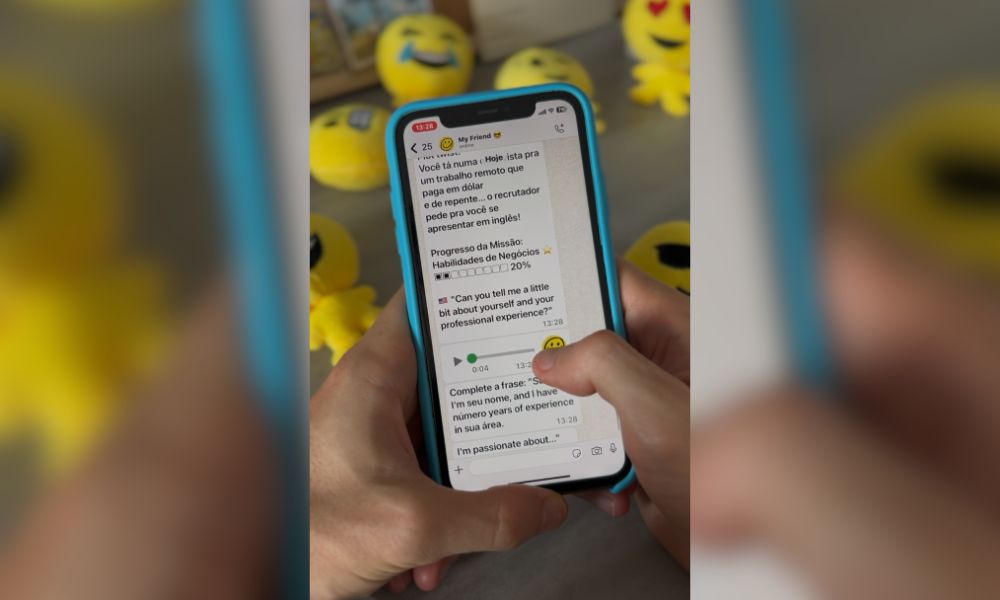 13:28
25
My Friend 😎
online
Você tá numa
Hoje
ista pra
um trabalho remoto que
paga em dólar
e de repente... o recrutador
pede pra você se
apresentar em inglês!
Progresso da Missão:
Habilidades de Negócios ⭐
20%
🇺🇸 "Can you tell me a little
bit about yourself and your
professional experience?"
13:28
0:04
Complete a frase:
I'm seu nome, and I have
número years of experience
in sua área.
13:28
"I'm passionate about..."